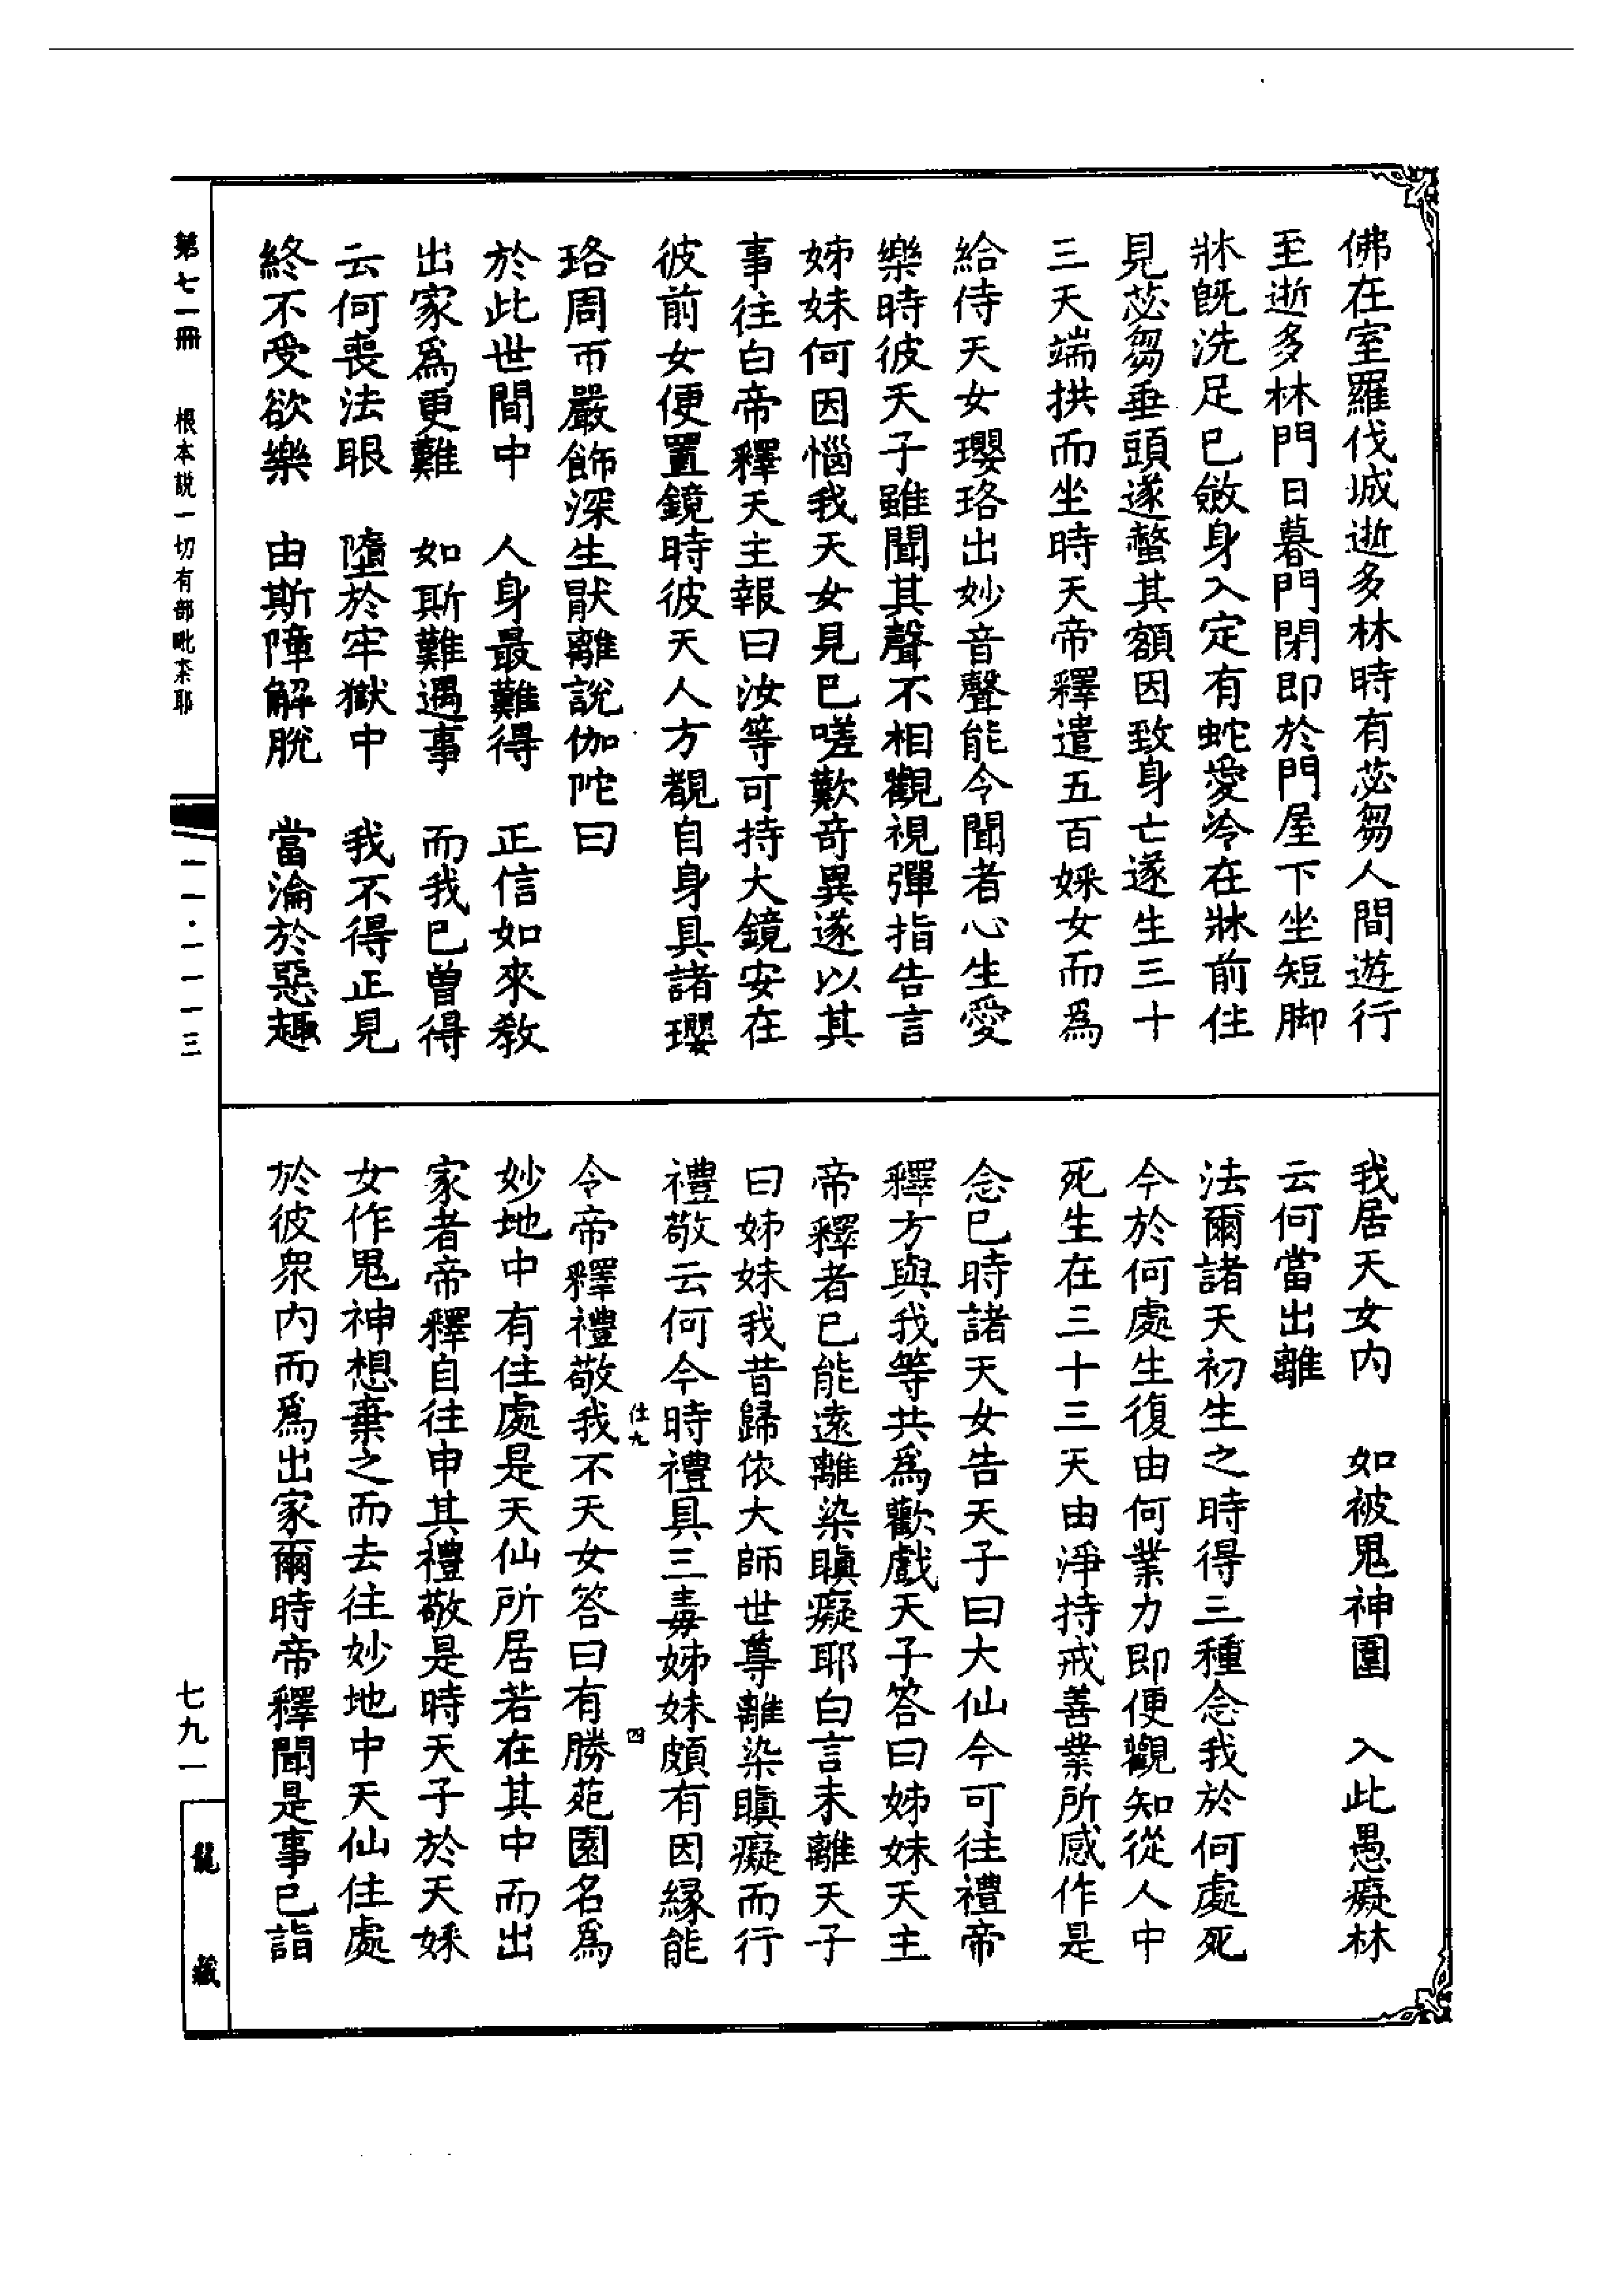 佛在室羅伐城逝多林時有苾芻人間遊行
至逝多林門日暮門閉即於門屋下坐短脚
牀旣洗足已斂身入定有蛇愛冷在牀前住
見苾芻垂頭遂螫其額因致身亡遂生三十
三天端拱而坐時天帝釋遣五百婇女而爲
給侍天女瓔珞出妙音聲能令聞者心生愛
樂時彼天子雖聞其聲不相觀視彈指告言
姊妹何因惱我天女見已嗟歎奇異遂以其
事往白帝釋天主報曰汝等可持大鏡安在
彼前女便置鏡時彼天人方覩自身具諸瓔
珞周帀嚴飾深生猒離說伽陀曰
於此世間中　人身最難得　正信如來教
出家爲更難　如斯難遇事　而我已曾得
云何喪法眼　墮於牢獄中　我不得正見
終不受欲樂　由斯障解脫　當淪於惡趣
我居天女内　如被鬼神圍　入此愚癡林
云何當出離
法爾諸天初生之時得三種念我於何處死
今於何處生復由何業力即便觀知從人中
死生在三十三天由淨持戒善業所感作是
念已時諸天女告天子曰大仙今可往禮帝
釋方與我等共爲歡戲天子答曰姊妹天主
帝釋者已能遠離染瞋癡耶白言未離天子
曰姊妹我昔歸依大師世尊離染瞋癡而行
禮敬云何今時禮具三毒姊妹頗有因緣能
仕九　四
令帝釋禮敬我不天女答曰有勝苑園名爲
妙地中有住處是天仙所居若在其中而出
家者帝釋自往申其禮敬是時天子於天婇
女作鬼神想棄之而去往妙地中天仙住處
於彼衆内而爲出家爾時帝釋聞是事已詣
第七一冊　根本説一切有部毗柰耶
一一·一一一三
七九一
龍藏